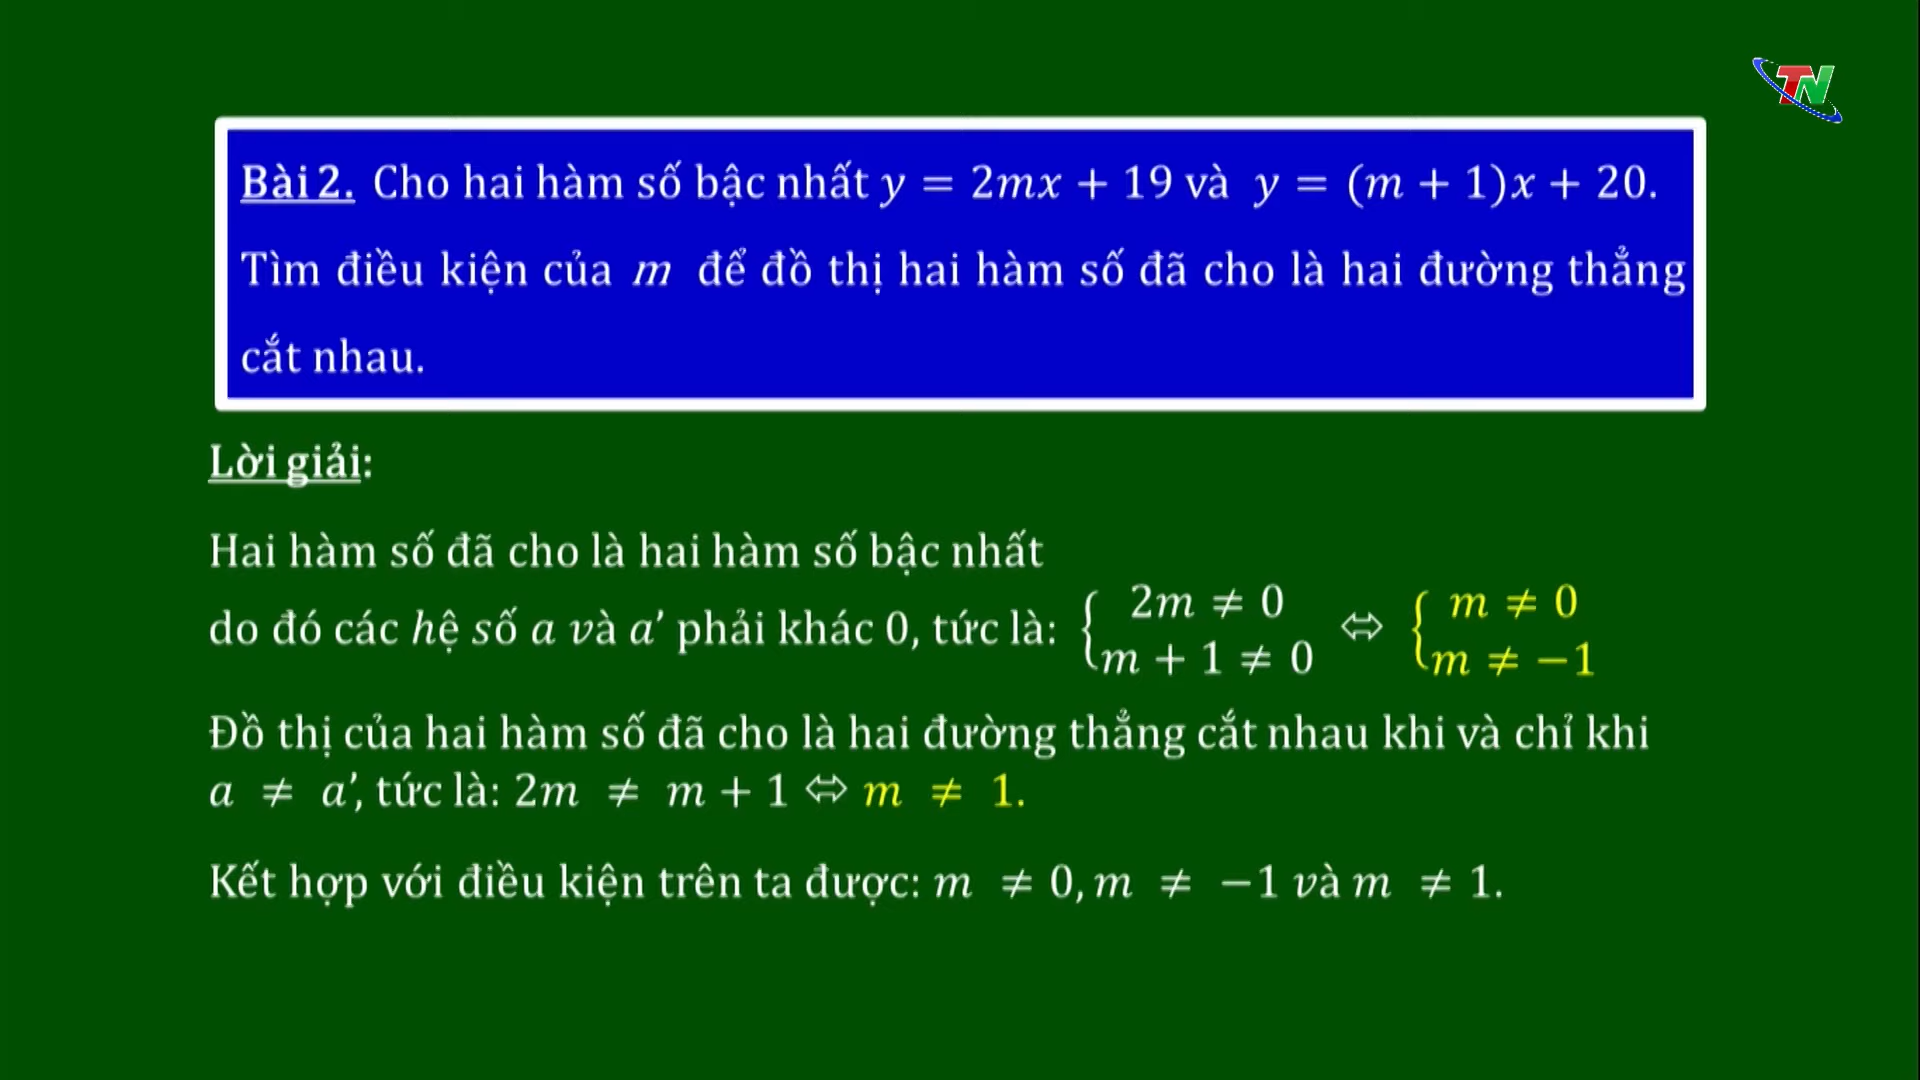 TN
Bài 2. Cho hai hàm số bậc nhất y = 2mx + 19 và y = (m + 1)x + 20.
Tìm điều kiện của m để đồ thị hai hàm số đã cho là hai đường thẳng
cắt nhau.
Lời giải:
Hai hàm số đã cho là hai hàm số bậc nhất
do đó các hệ số a và a’ phải khác 0, tức là: { 2m ≠ 0 ⇔ { m ≠ 0
m + 1 ≠ 0 m ≠ −1
Đồ thị của hai hàm số đã cho là hai đường thẳng cắt nhau khi và chỉ khi
a ≠ a’, tức là: 2m ≠ m + 1 ⇔ m ≠ 1.
Kết hợp với điều kiện trên ta được: m ≠ 0, m ≠ −1 và m ≠ 1.